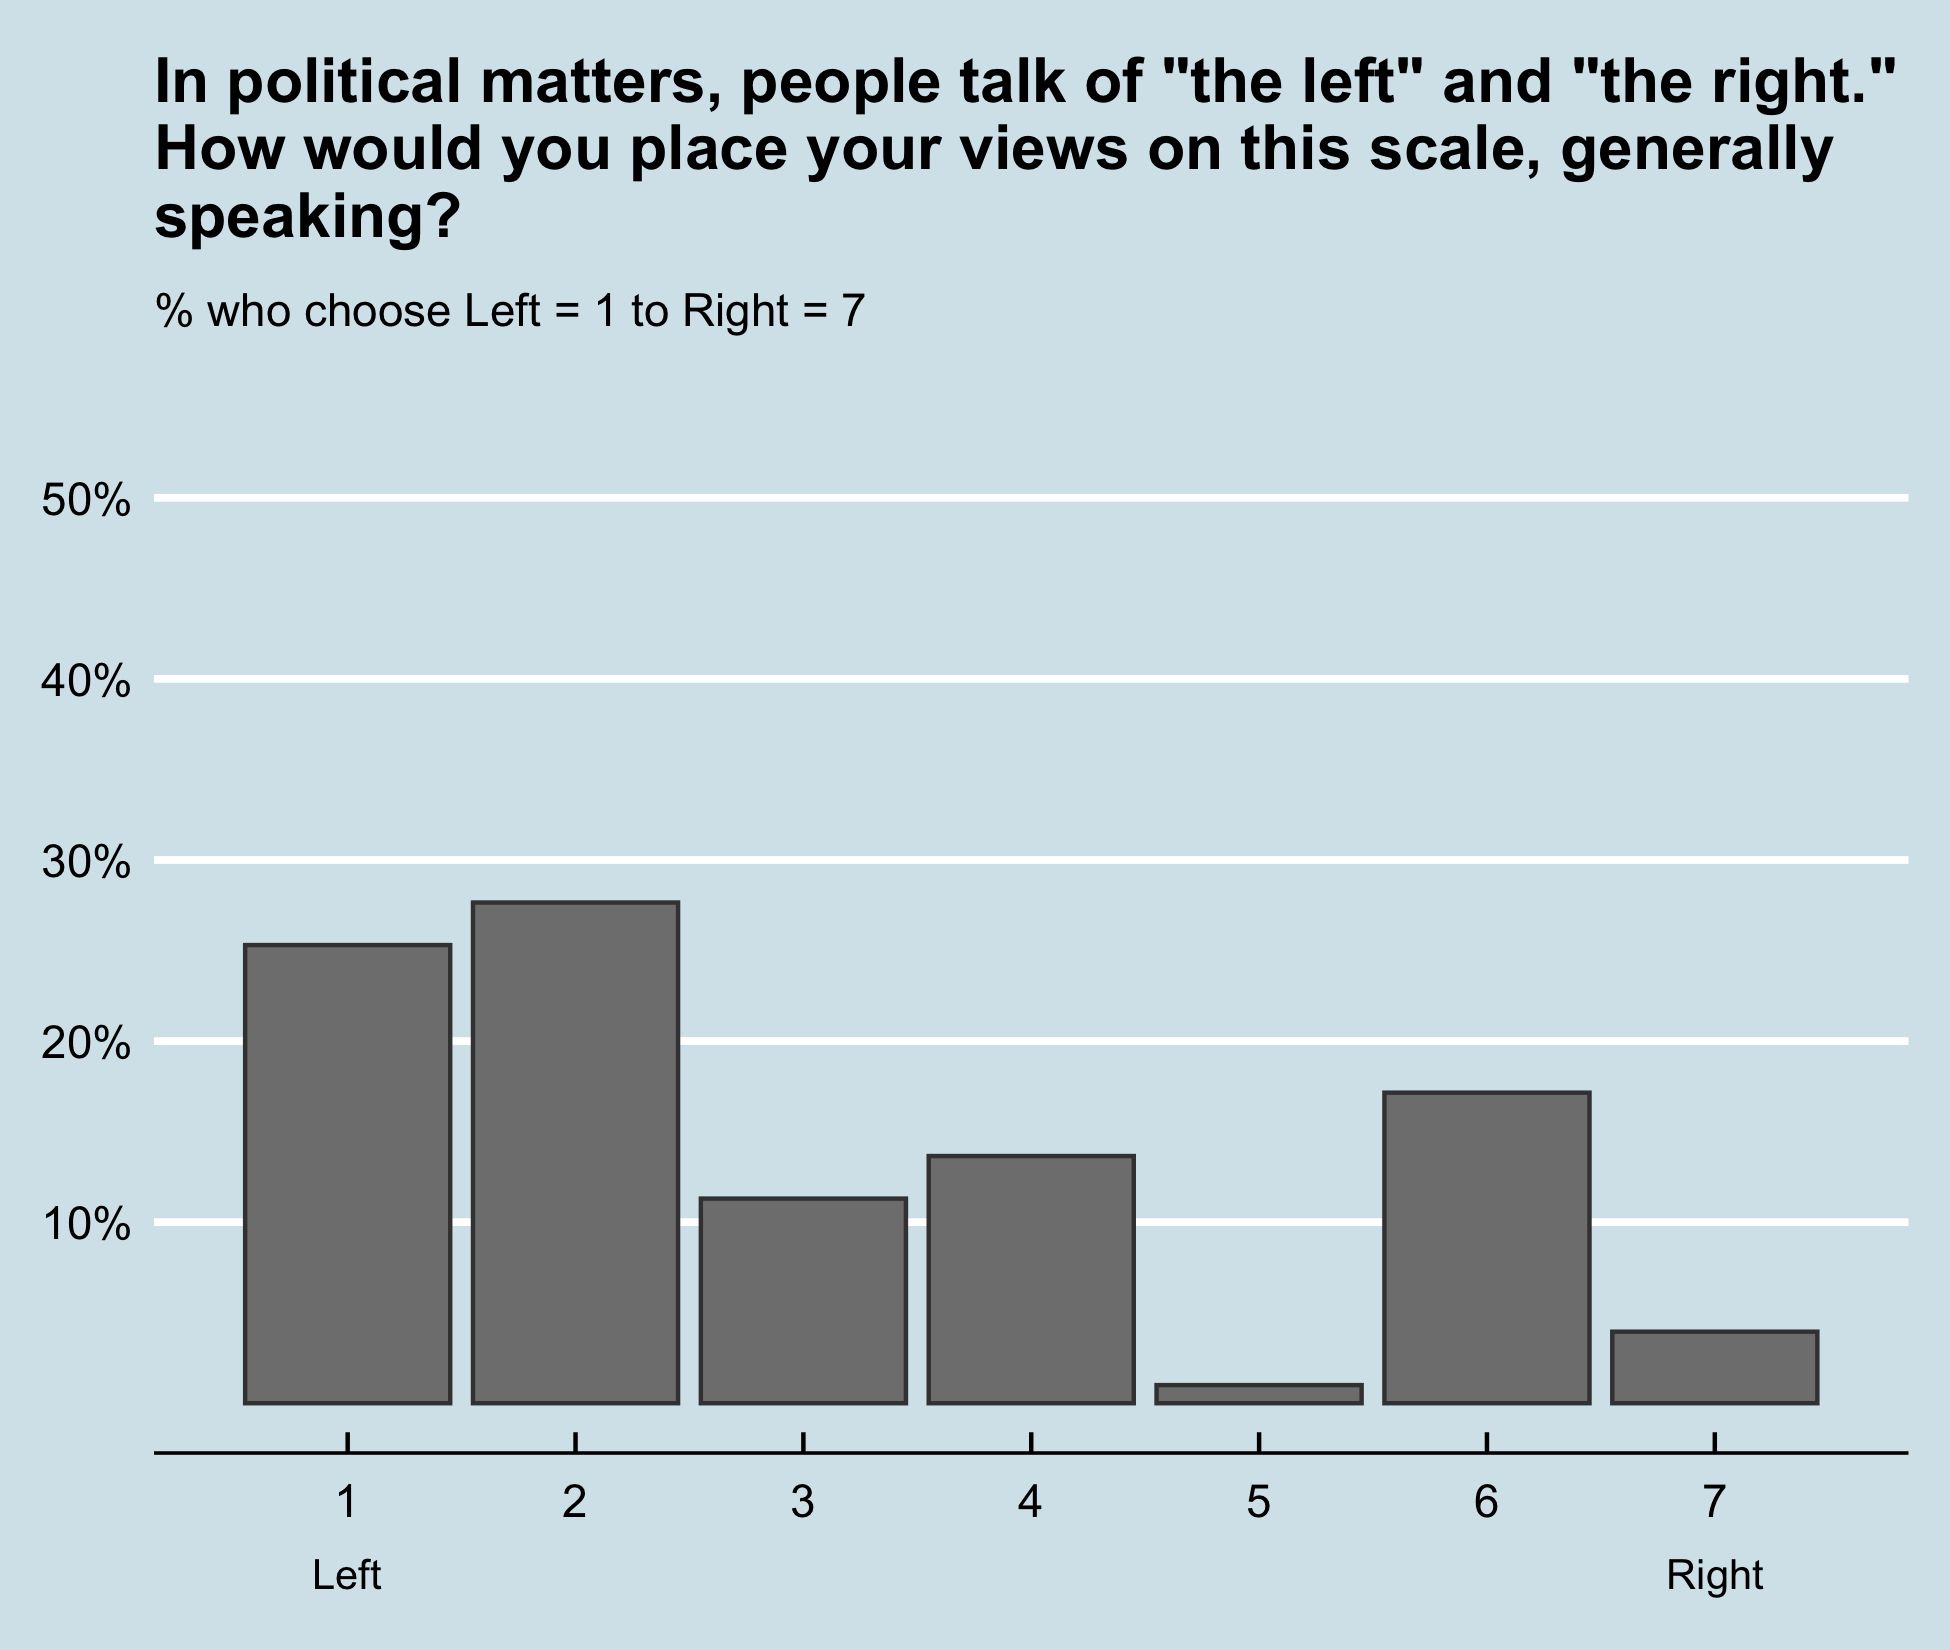 In political matters, people talk of "the left" and "the right."
How would you place your views on this scale, generally
speaking?
% who choose Left = 1 to Right = 7
50%
40%
30%
20%
10%
1 2 3 4 5 6 7
Left Right